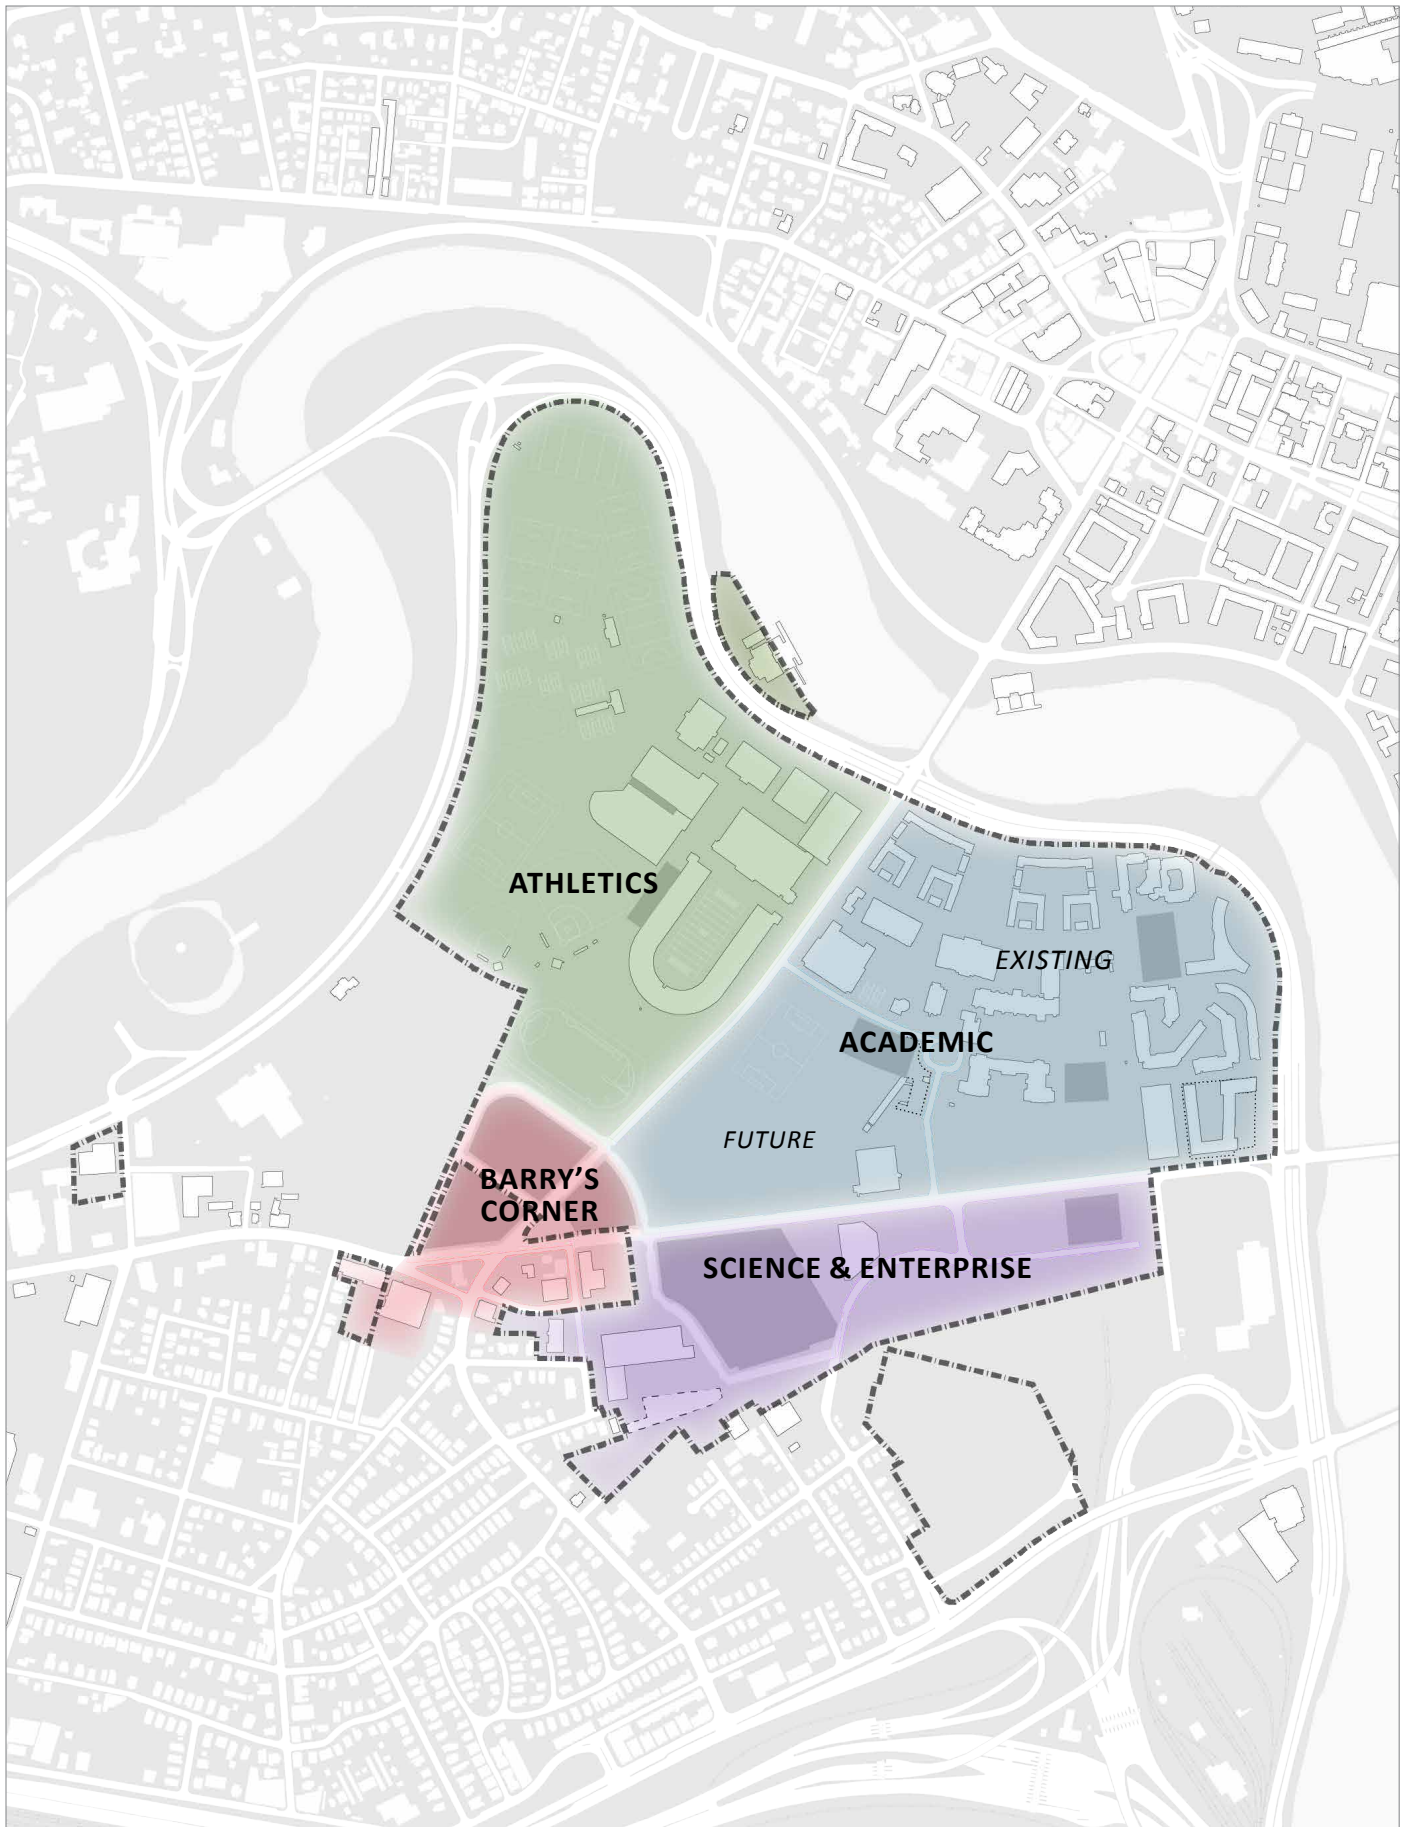 ATHLETICS
EXISTING
ACADEMIC
FUTURE
BARRY’S
CORNER
SCIENCE & ENTERPRISE